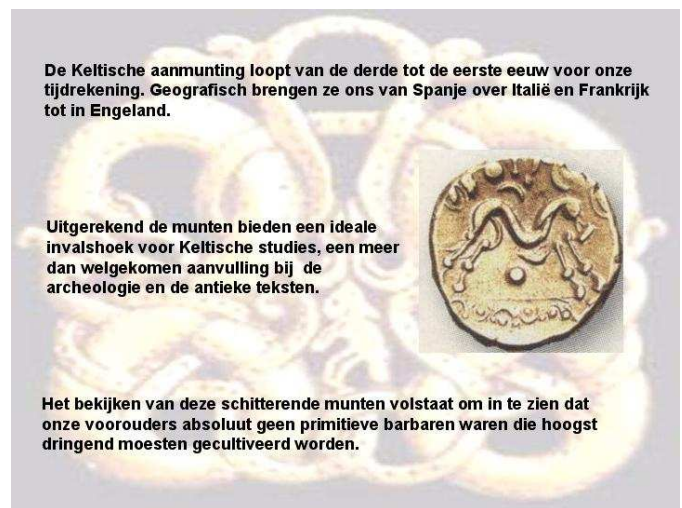 De Keltische aanmunting loopt van de derde tot de eerste eeuw voor onze
tijdrekening. Geografisch brengen ze ons van Spanje over Italië en Frankrijk
tot in Engeland.
Uitgerekend de munten bieden een ideale
invalshoek voor Keltische studies, een meer
dan welgekomen aanvulling bij de
archeologie en de antieke teksten.
Het bekijken van deze schitterende munten volstaat om in te zien dat
onze voorouders absoluut geen primitieve barbaren waren die hoogst
dringend moesten gecultiveerd worden.